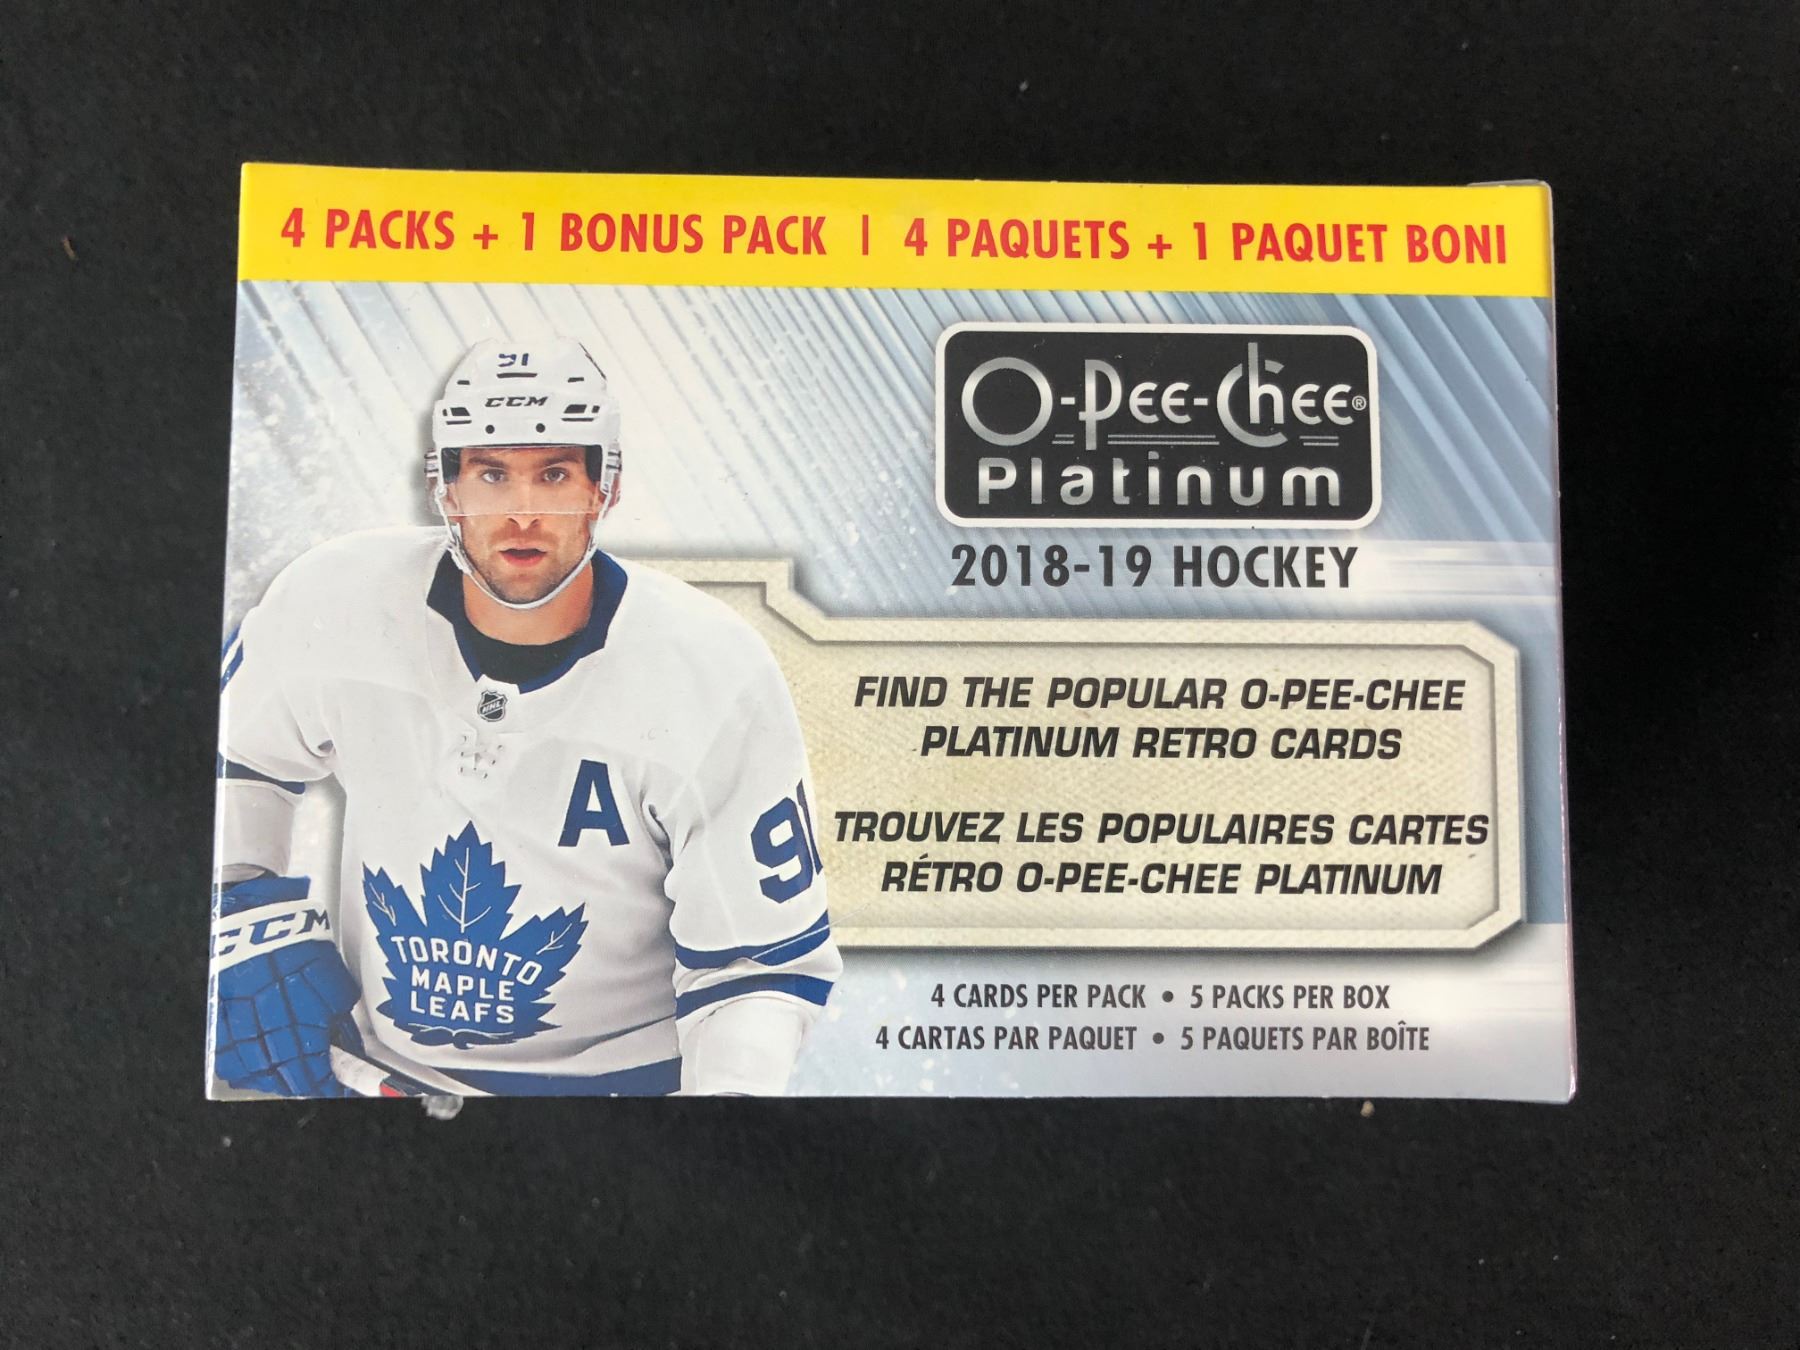 4 PACKS + 1 BONUS PACK | 4 PAQUETS + 1 PAQUET BONI
91
CCM
O-Pee-Chee®
Platinum
2018-19 HOCKEY
FIND THE POPULAR O-PEE-CHEE
PLATINUM RETRO CARDS
NHL
A
91
TROUVEZ LES POPULAIRES CARTES
RÉTRO O-PEE-CHEE PLATINUM
CCM
TORONTO
MAPLE
LEAFS
4 CARDS PER PACK • 5 PACKS PER BOX
4 CARTAS PAR PAQUET • 5 PAQUETS PAR BOÎTE